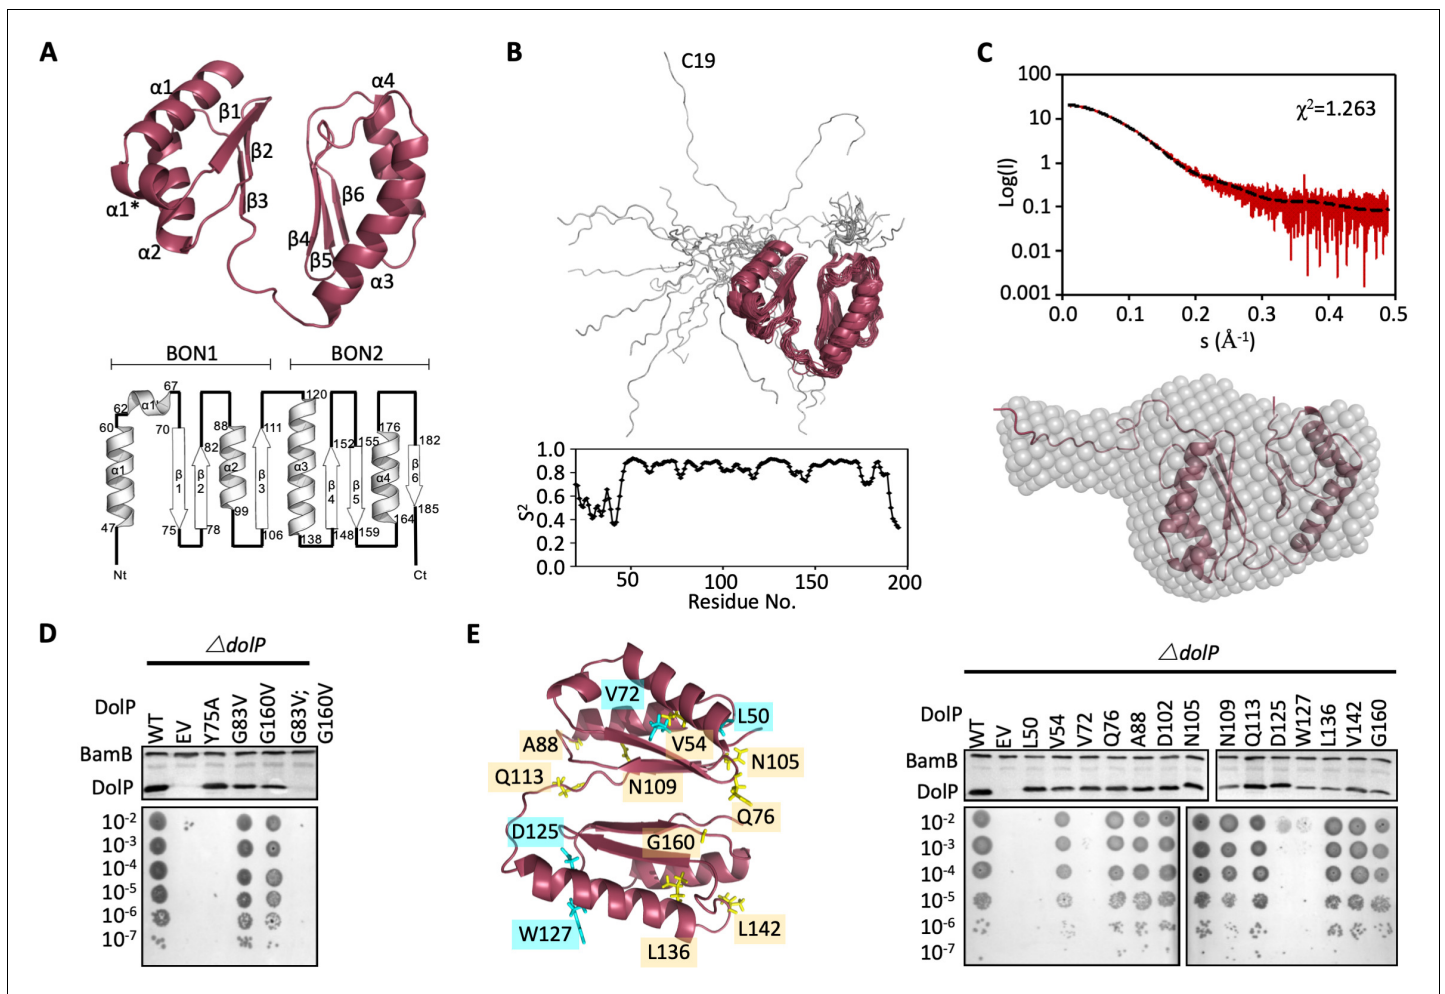 A
α1
α4
β1
β2
β3
β6
α1*
α2
β4
β5
α3
BON1
BON2
67
62
α1'
120
60
70
88
111
152
155
176
182
82
α1
β1
β2
α2
β3
α3
β4
β5
α4
β6
99
185
164
47
75
78
106
138
148
159
Nt
Ct
B
C19
S²
1.0
0.8
0.6
0.4
0.2
0.0
50
100
150
200
Residue No.
C
Log(I)
100
10
1
0.1
0.01
0.001
χ²=1.263
0.0
0.1
0.2
0.3
0.4
0.5
s (Å⁻¹)
D
△dolP
DolP
WT
EV
Y75A
G83V
G160V
G83V;
G160V
BamB
DolP
10⁻²
10⁻³
10⁻⁴
10⁻⁵
10⁻⁶
10⁻⁷
E
V72
L50
A88
V54
N105
Q113
N109
Q76
D125
G160
W127
L142
L136
△dolP
DolP
WT
EV
L50
V54
V72
Q76
A88
D102
N105
N109
Q113
D125
W127
L136
V142
G160
BamB
DolP
10⁻²
10⁻³
10⁻⁴
10⁻⁵
10⁻⁶
10⁻⁷